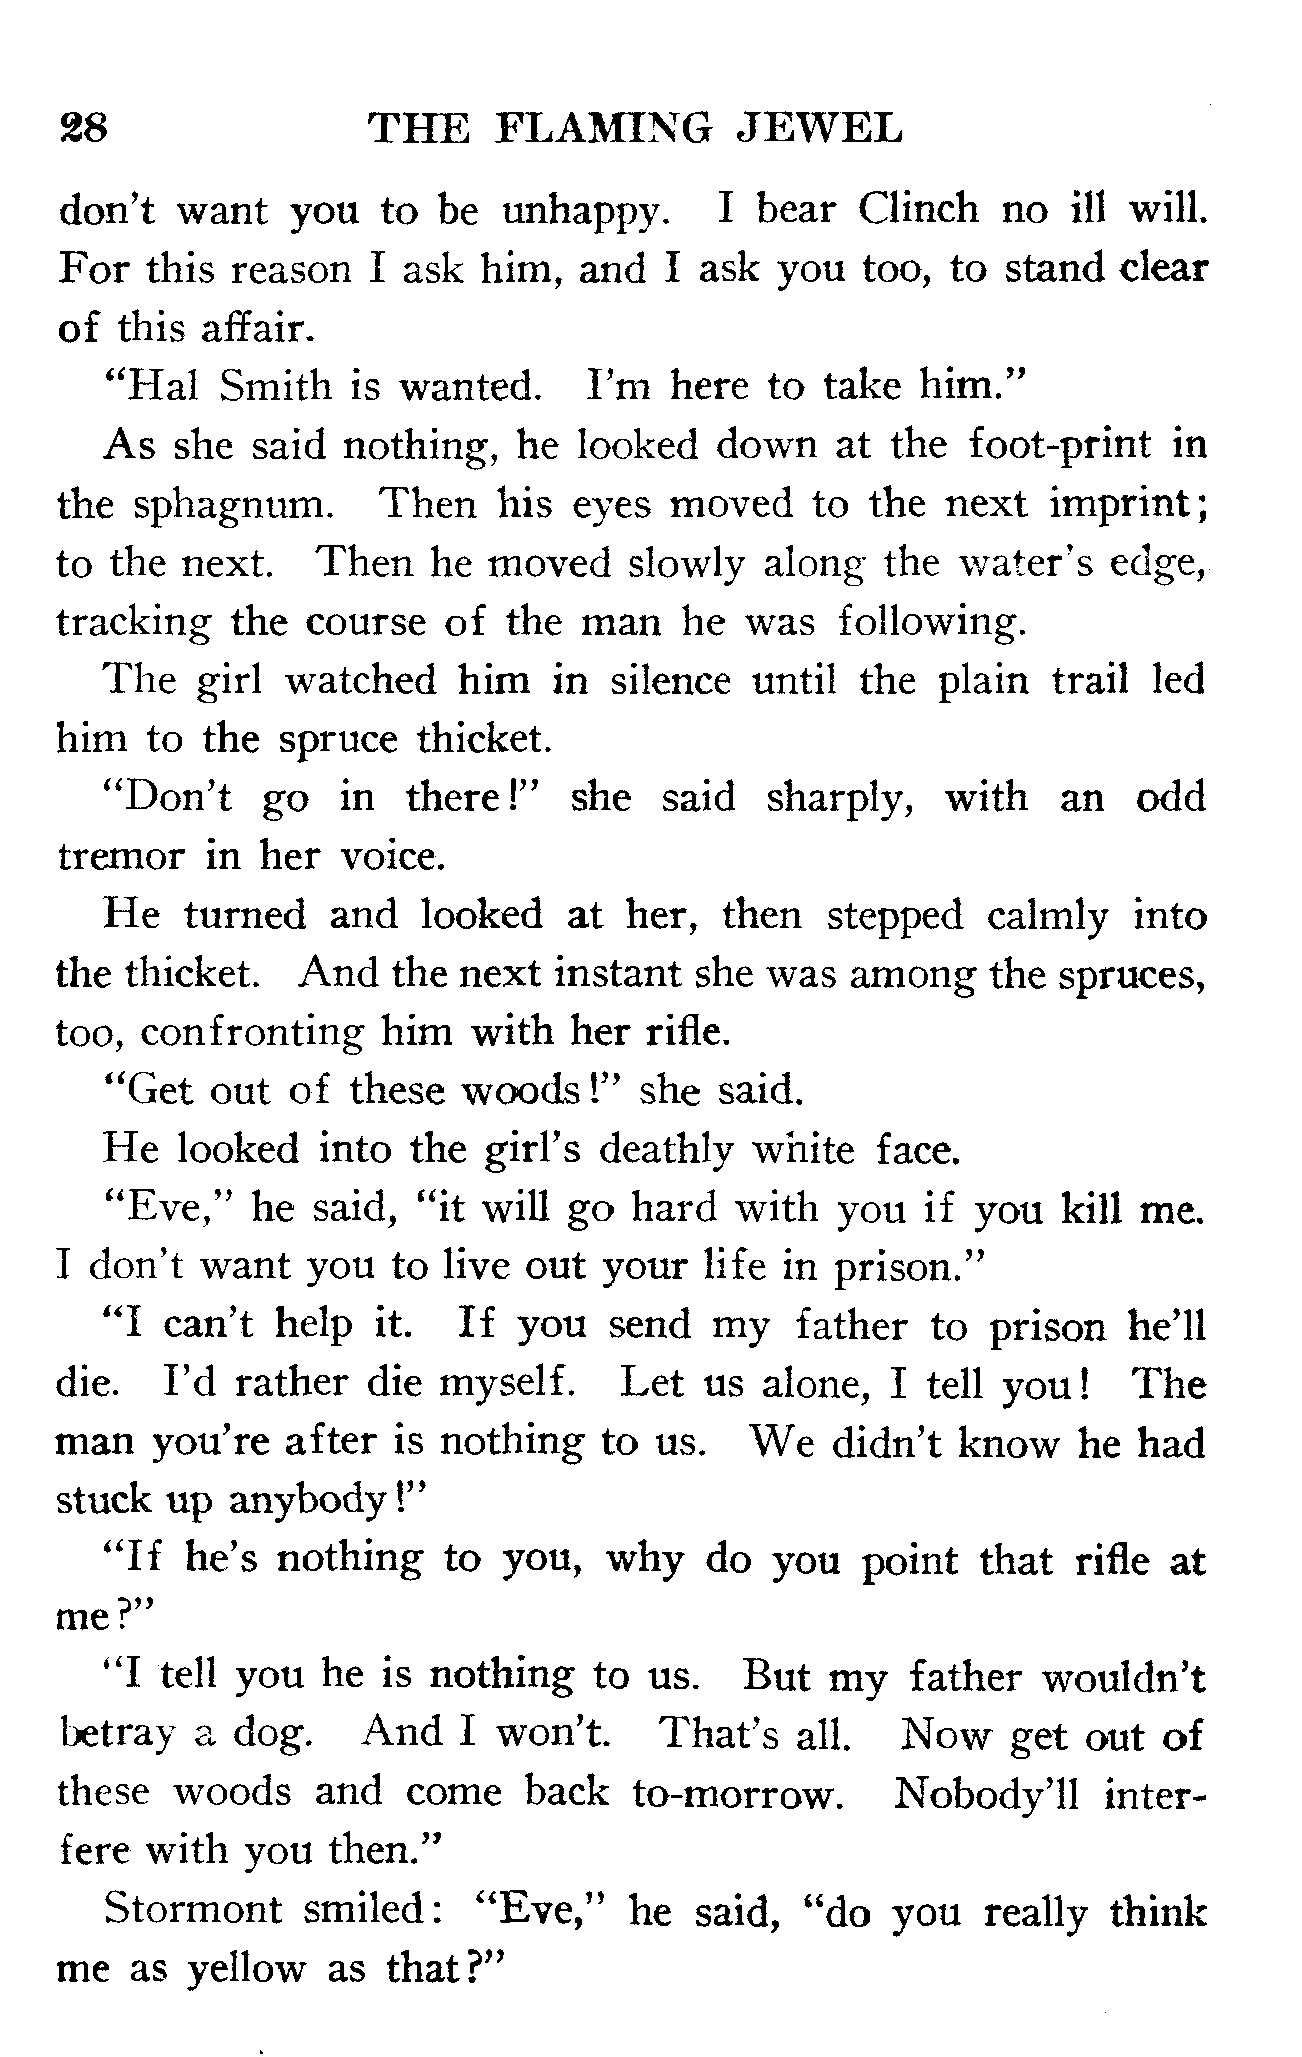 28 THE FLAMING JEWEL
don't want you to be unhappy. I bear Clinch no ill will.
For this reason I ask him, and I ask you too, to stand clear
of this affair.
"Hal Smith is wanted. I'm here to take him."
As she said nothing, he looked down at the foot-print in
the sphagnum. Then his eyes moved to the next imprint;
to the next. Then he moved slowly along the water's edge,
tracking the course of the man he was following.
The girl watched him in silence until the plain trail led
him to the spruce thicket.
"Don't go in there!" she said sharply, with an odd
tremor in her voice.
He turned and looked at her, then stepped calmly into
the thicket. And the next instant she was among the spruces,
too, confronting him with her rifle.
"Get out of these woods!" she said.
He looked into the girl's deathly white face.
"Eve," he said, "it will go hard with you if you kill me.
I don't want you to live out your life in prison."
"I can't help it. If you send my father to prison he'll
die. I'd rather die myself. Let us alone, I tell you! The
man you're after is nothing to us. We didn't know he had
stuck up anybody!"
"If he's nothing to you, why do you point that rifle at
me?"
"I tell you he is nothing to us. But my father wouldn't
betray a dog. And I won't. That's all. Now get out of
these woods and come back to-morrow. Nobody'll inter-
fere with you then."
Stormont smiled: "Eve," he said, "do you really think
me as yellow as that?"